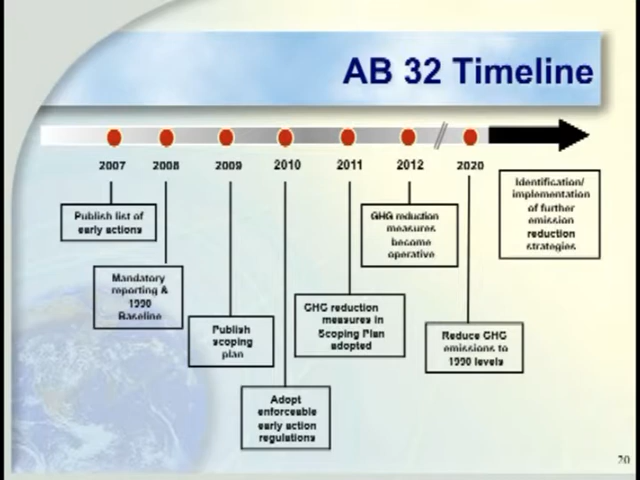 AB 32 Timeline
2007 2008 2009 2010 2011 2012 2020
Publish list of
early actions
Mandatory
reporting &
1990
Baseline
Publish
scoping
plan
Adopt
enforceable
early action
regulations
GHG reduction
measures in
Scoping Plan
adopted
GHG reduction
measures
become
operative
Reduce GHG
emissions to
1990 levels
Identification/
implementation
of further
emission
reduction
strategies
20